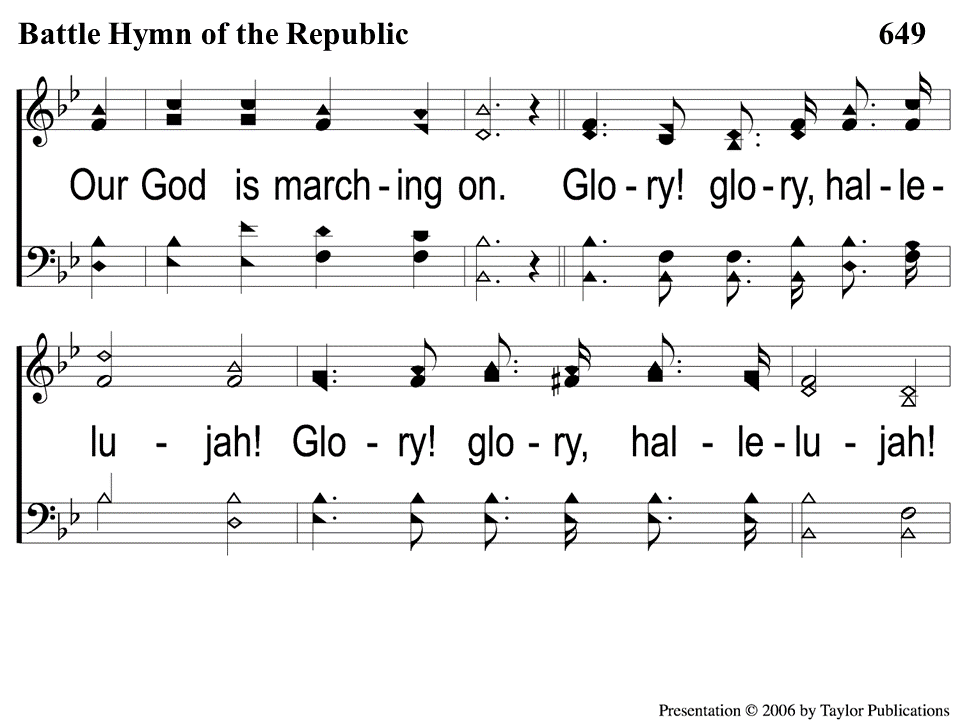 Battle Hymn of the Republic 649
Our God is march - ing on. Glo - ry! glo - ry, hal - le -
lu - jah! Glo - ry! glo - ry, hal - le - lu - jah!
Presentation © 2006 by Taylor Publications